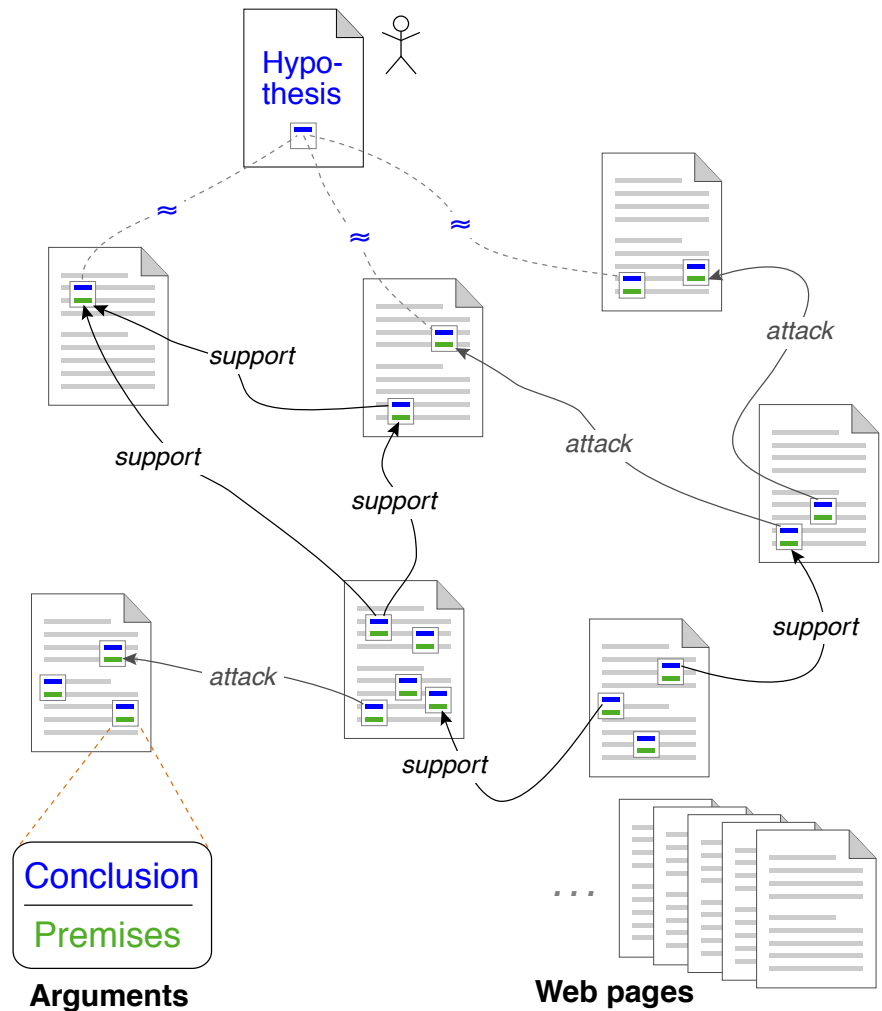 Hypo-
thesis
≈
≈
≈
support
attack
support
attack
support
support
attack
support
Conclusion
Premises
...
Arguments
Web pages